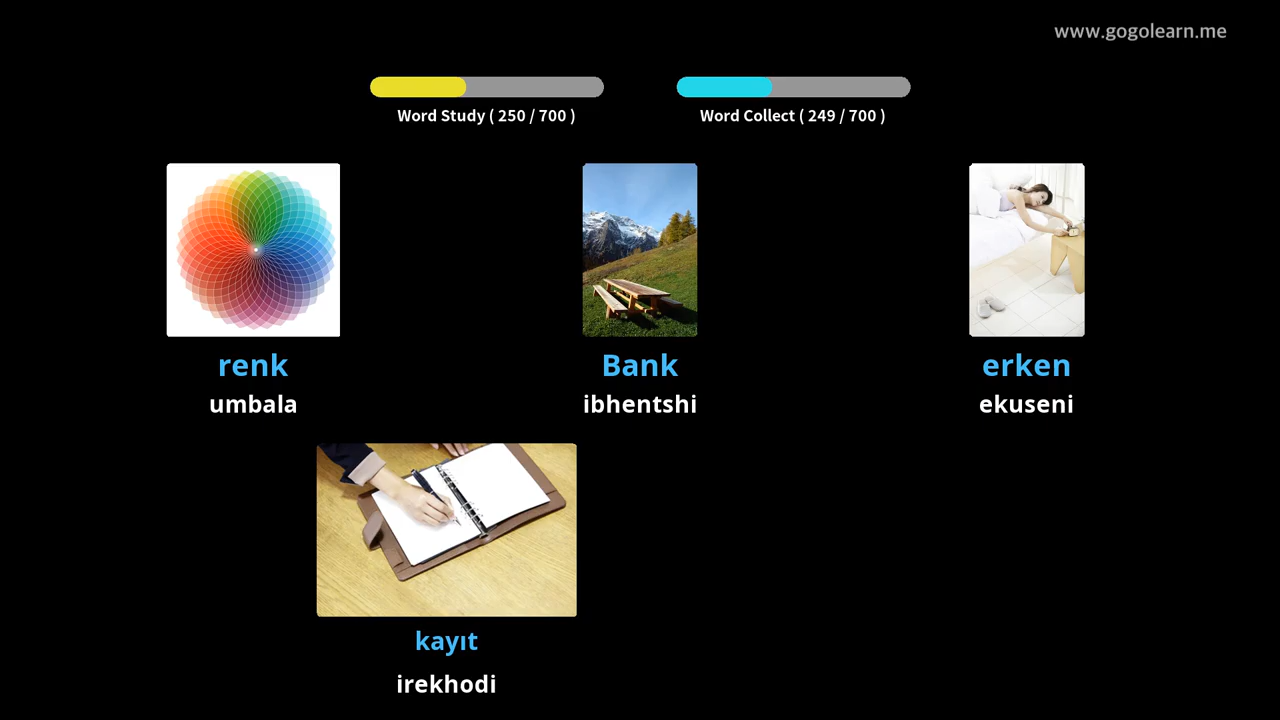 www.gogolearn.me
Word Study ( 250 / 700 )
Word Collect ( 249 / 700 )
renk
Bank
erken
umbala
ibhentshi
ekuseni
kayıt
irekhodi